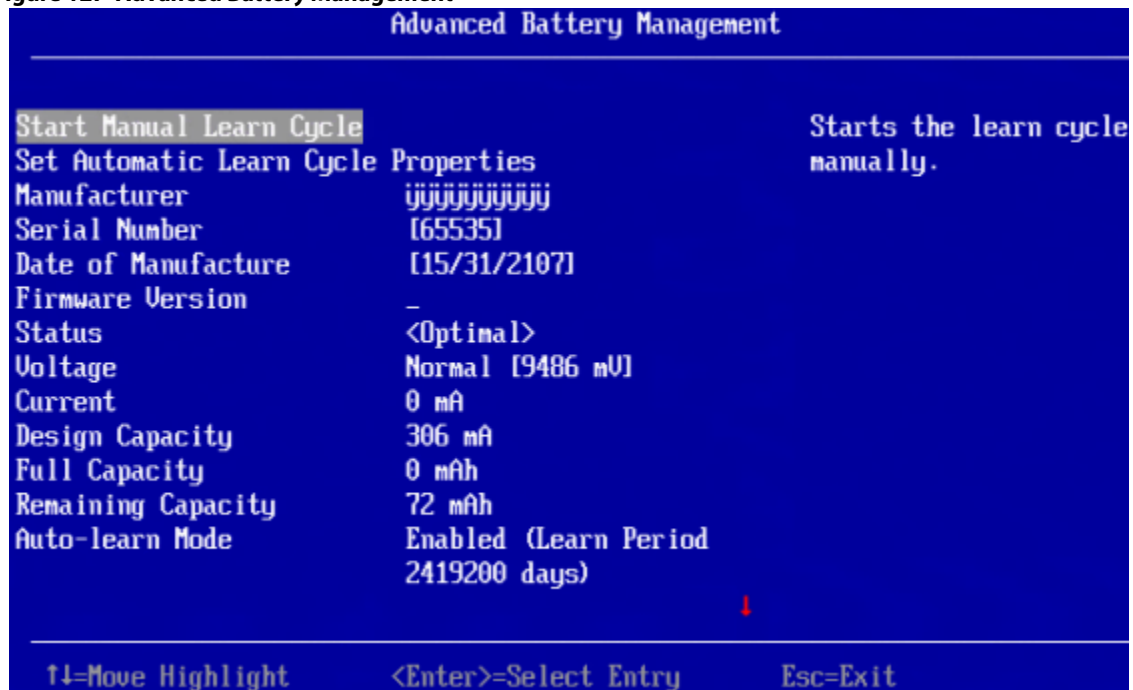 Advanced Battery Management
Start Manual Learn Cycle
Starts the learn cycle manually.
Set Automatic Learn Cycle Properties
Manufacturer ÿÿÿÿÿÿÿÿÿÿÿ
Serial Number [65535]
Date of Manufacture [15/31/2107]
Firmware Version _
Status <Optimal>
Voltage Normal [9486 mV]
Current 0 mA
Design Capacity 306 mA
Full Capacity 0 mAh
Remaining Capacity 72 mAh
Auto-learn Mode Enabled (Learn Period
2419200 days)
↓
↑↓=Move Highlight <Enter>=Select Entry Esc=Exit